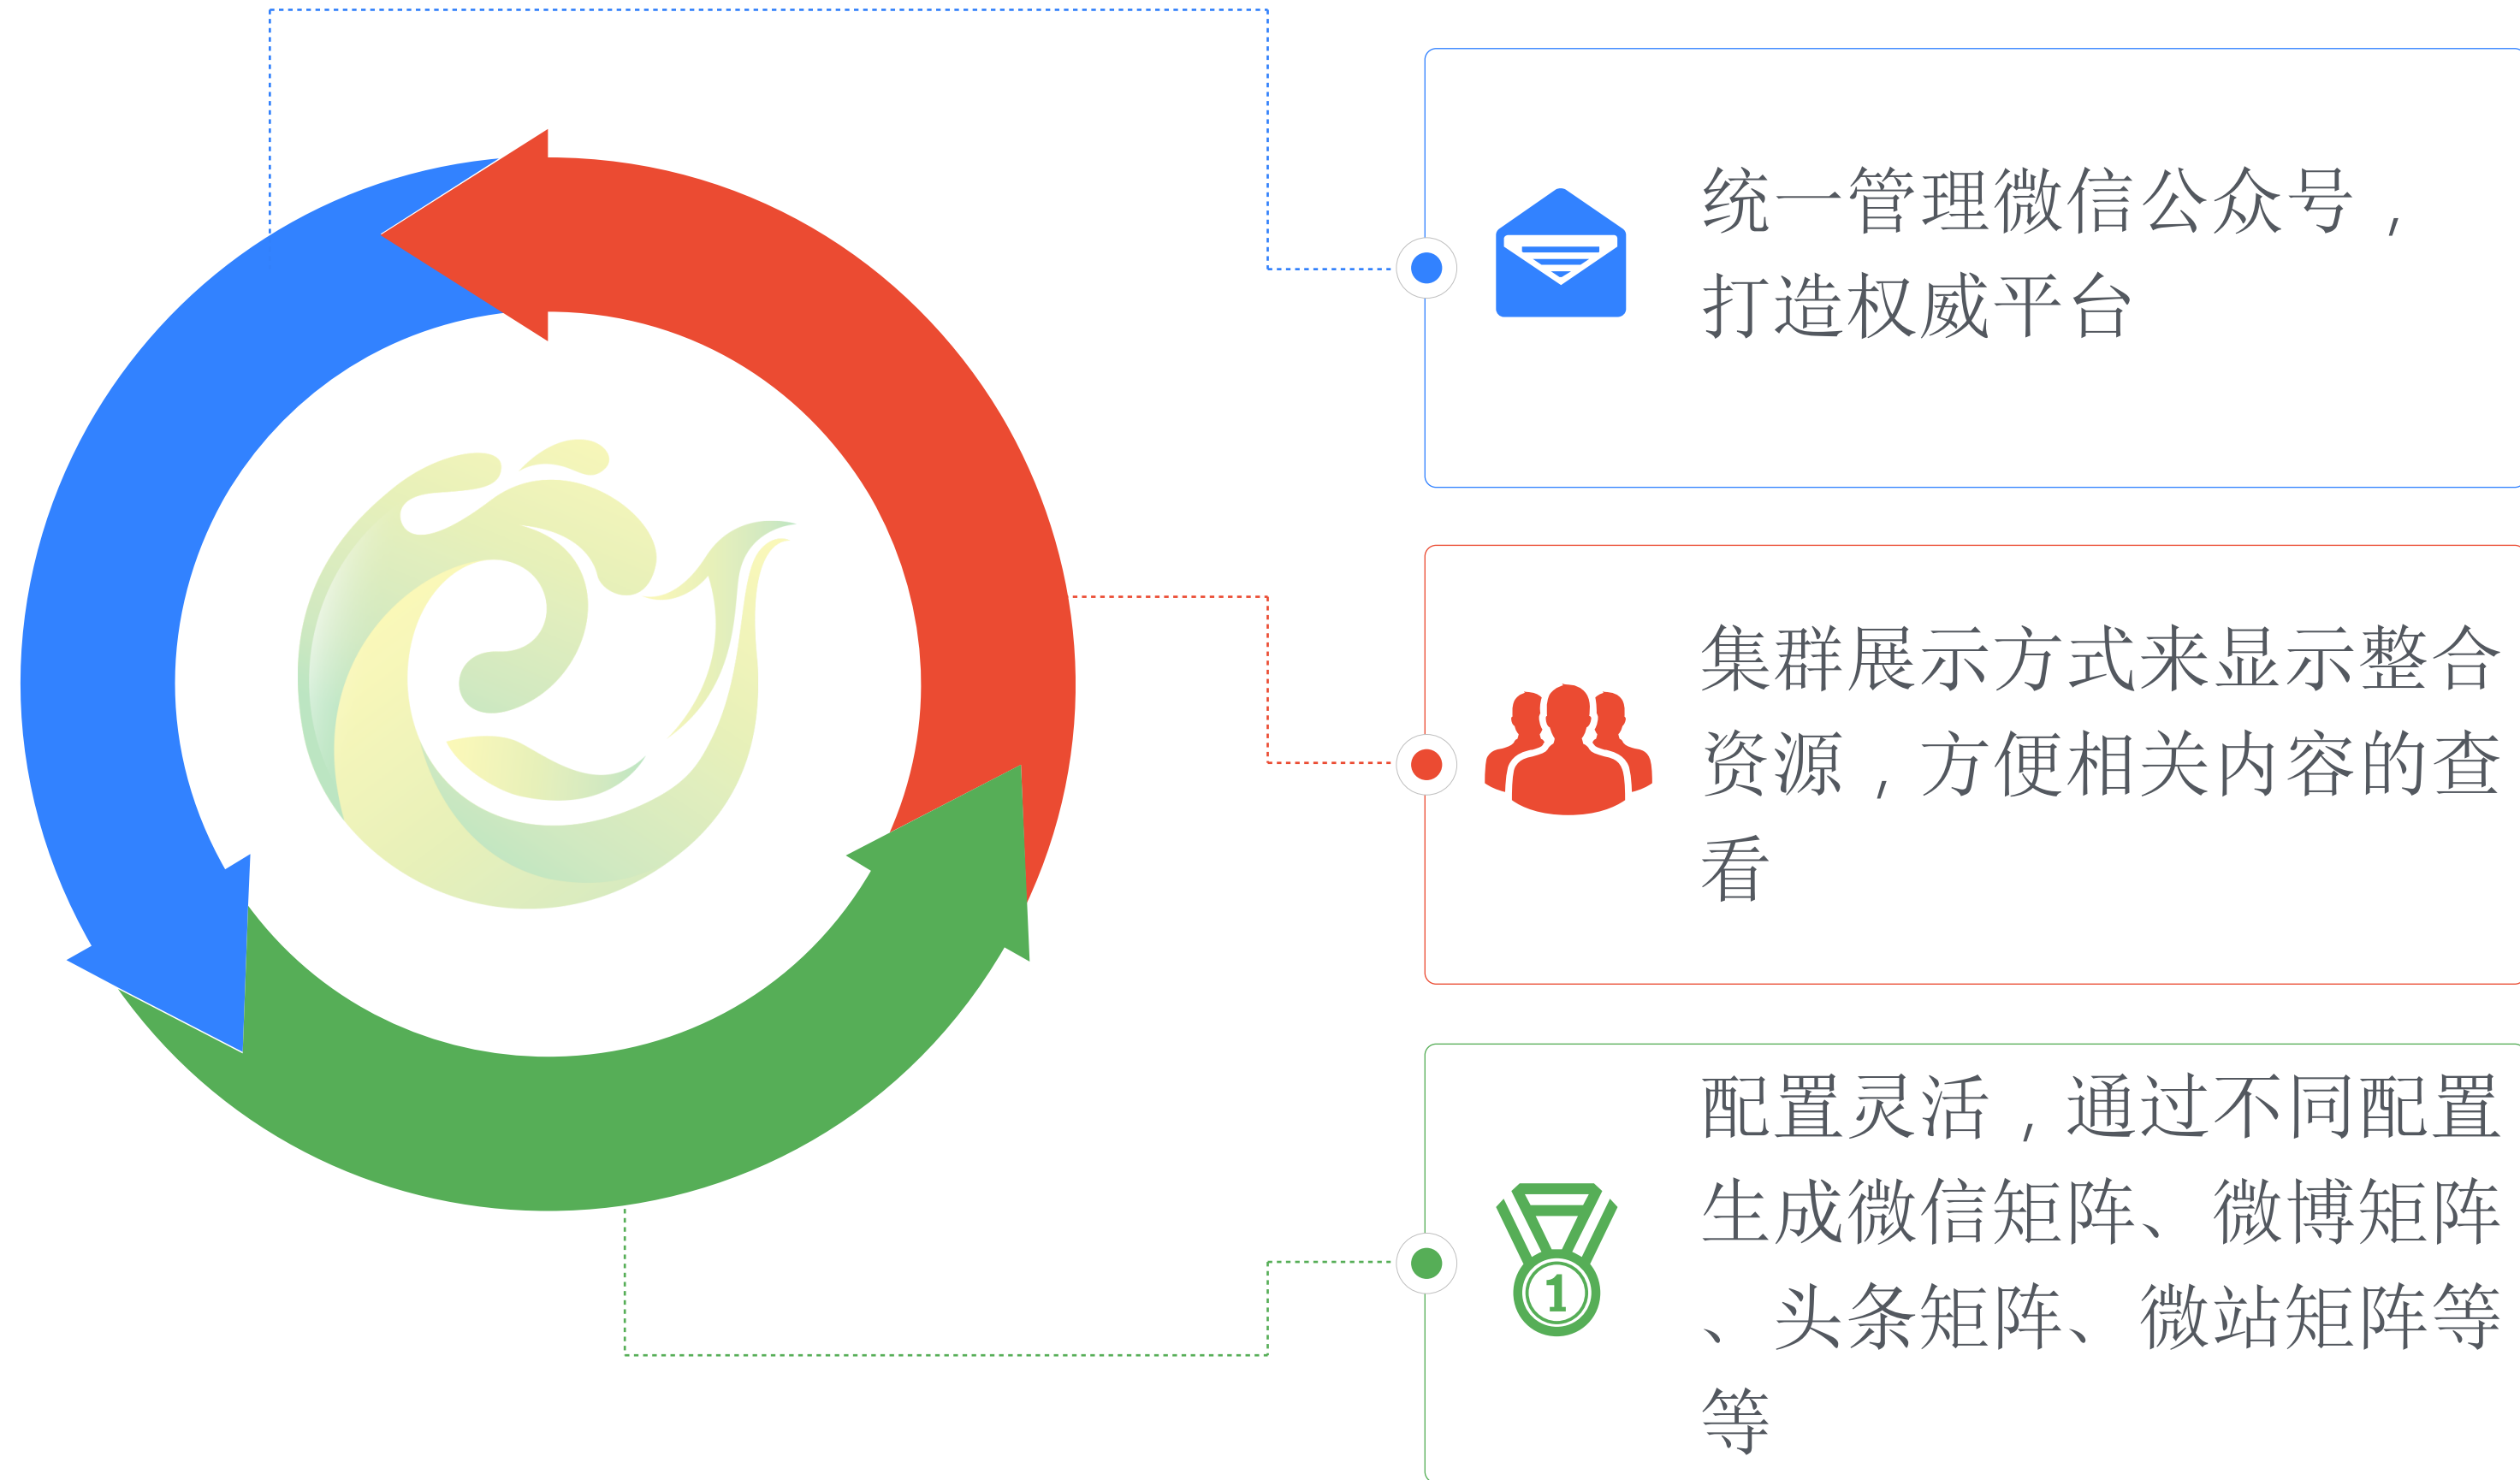 统一管理微信公众号，
打造权威平台
集群展示方式来显示整合
资源，方便相关内容的查
看
配置灵活，通过不同配置
生成微信矩阵、微博矩阵
、头条矩阵、微站矩阵等
等
1